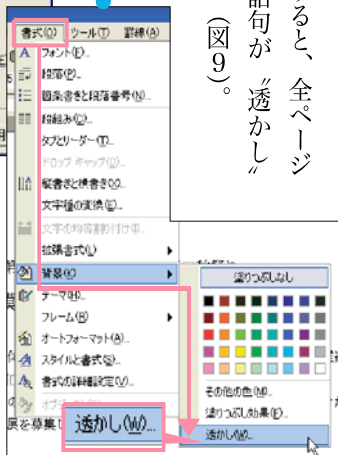 ると、全ページ
語句が〝透かし〟
(図9)。
書式(O) ツール(T) 罫線(A)
フォント(F)...
段落(P)...
箇条書きと段落番号(N)...
段組み(C)...
タブとリーダー(T)...
ドロップ キャップ(D)...
縦書きと横書き(X)...
文字種の変換(E)...
文字の均等割り付け(I)...
拡張書式(L)
背景(K)
テーマ(H)...
フレーム(R)
オートフォーマット(A)...
スタイルと書式(S)...
書式の詳細設定(V)...
塗りつぶしなし
その他の色(M)...
塗りつぶし効果(F)...
透かし(W)...
透かし(W)...
展を募集し